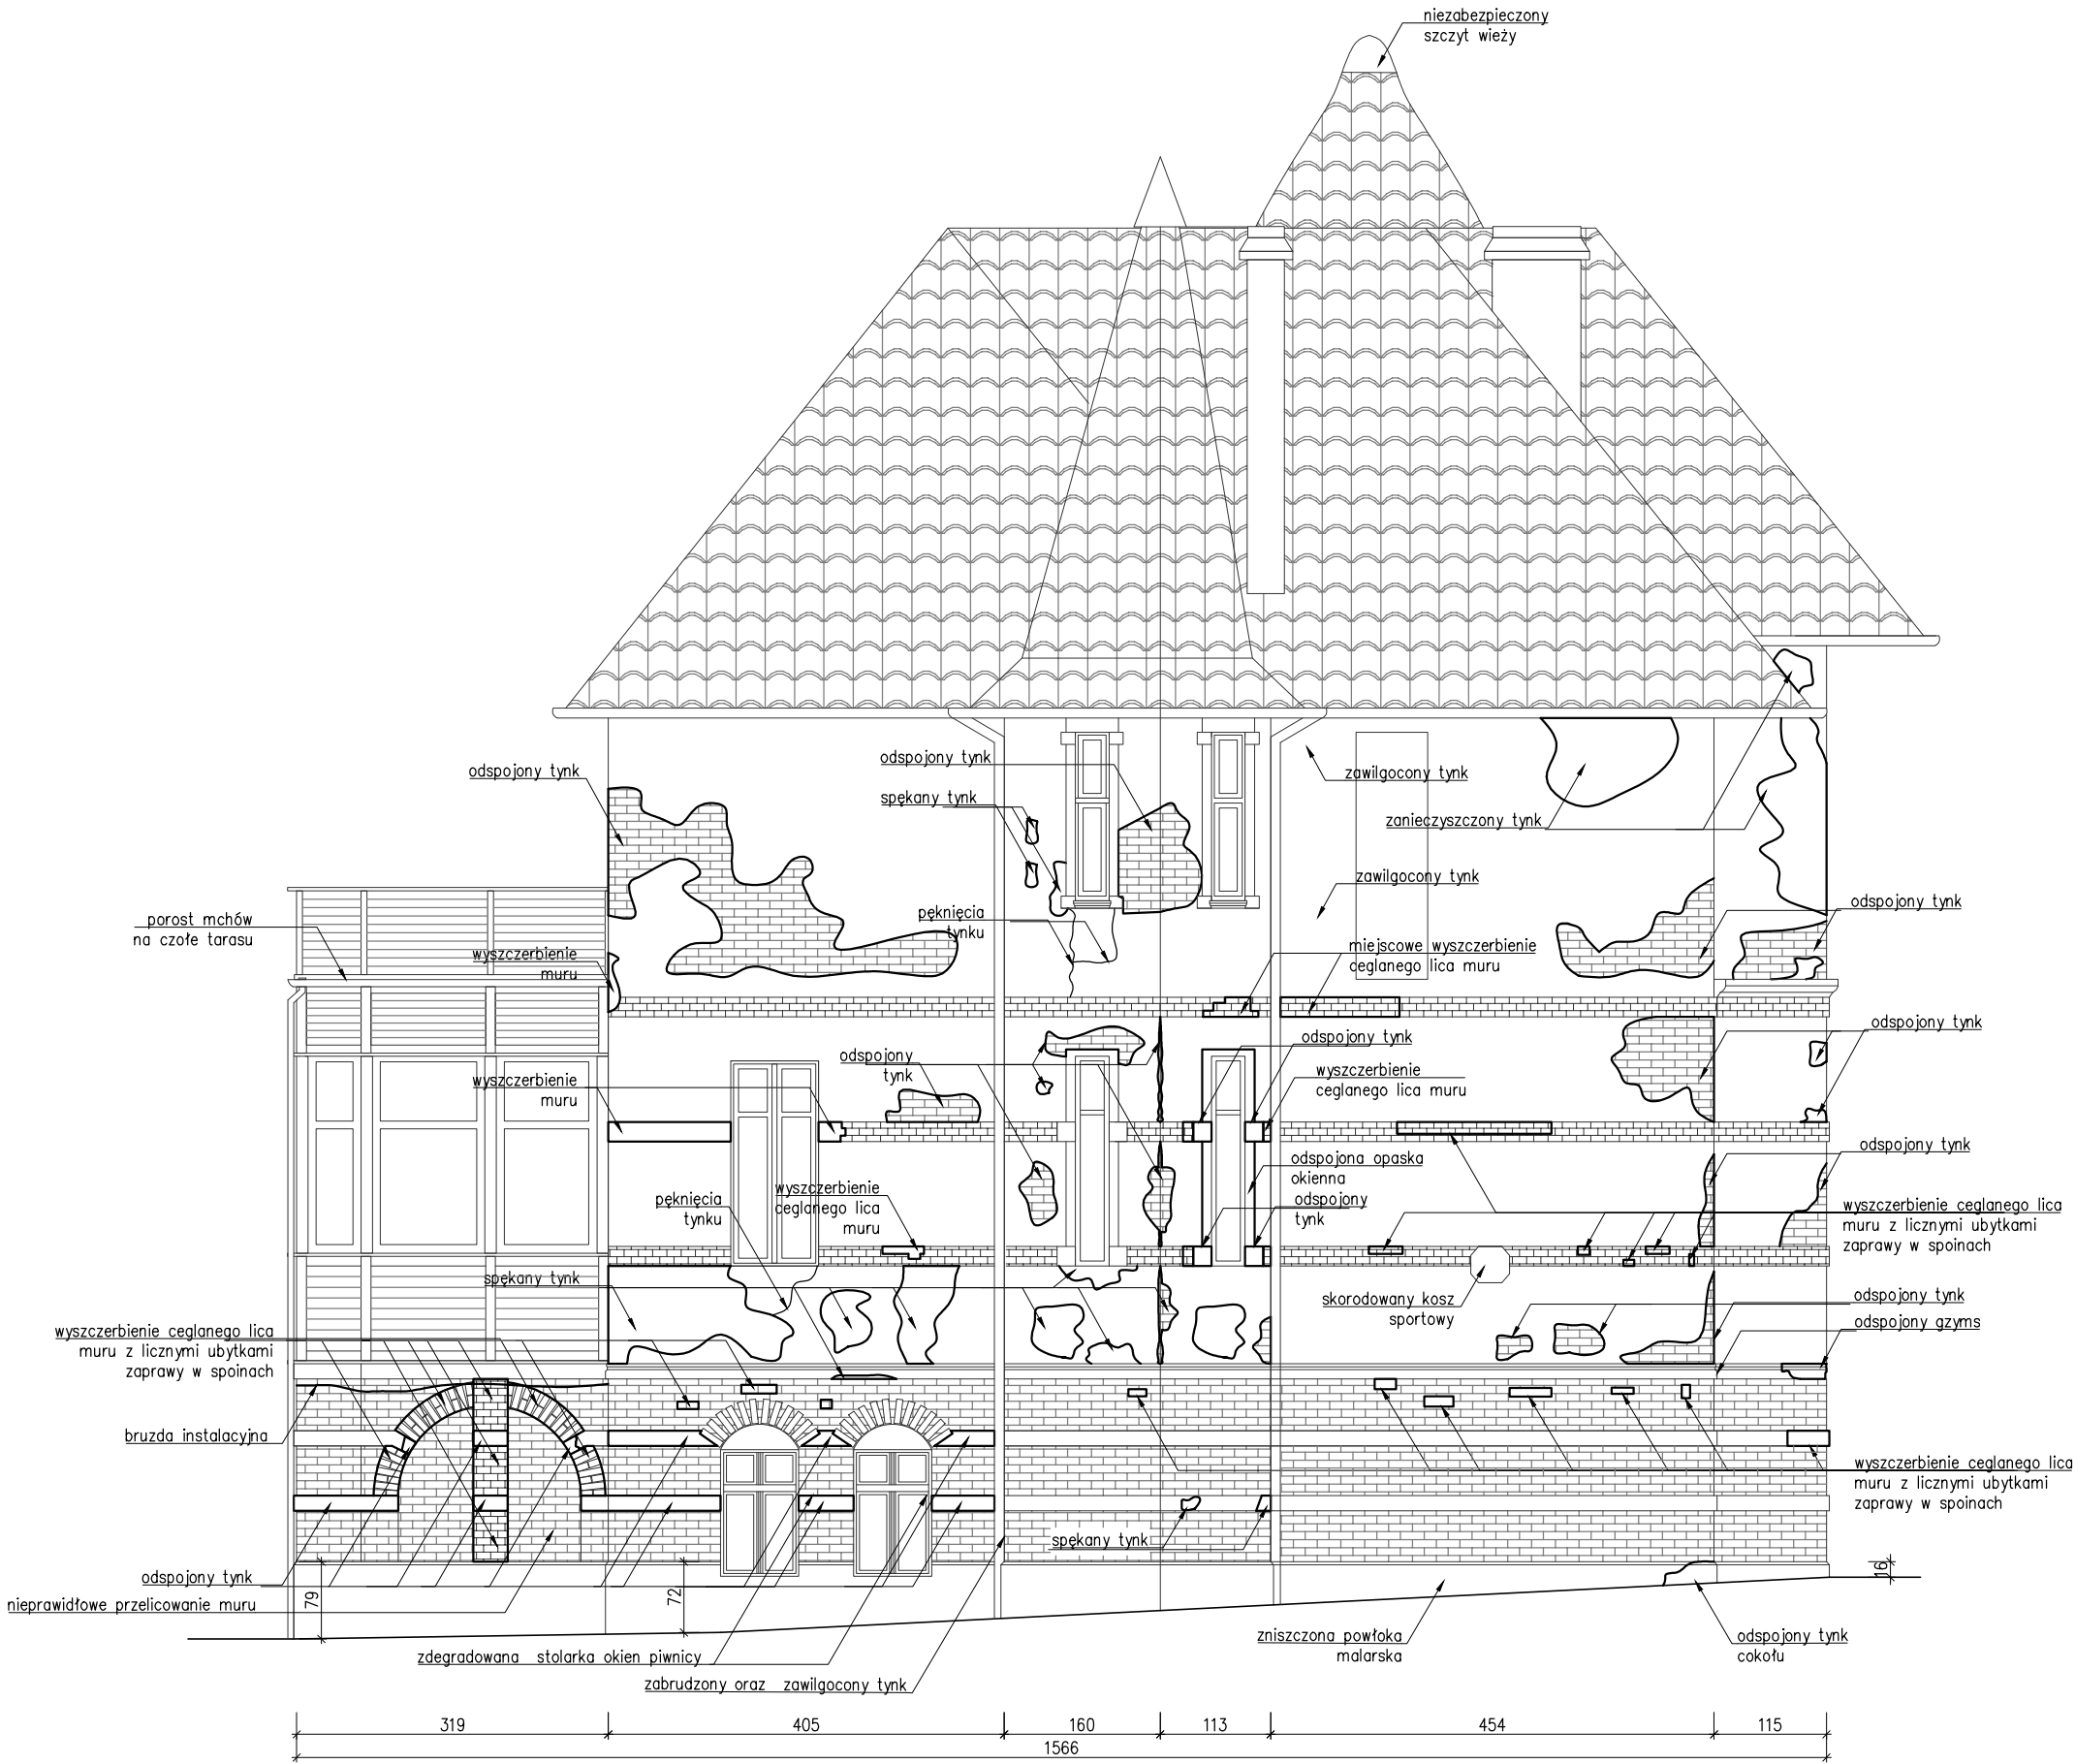 niezabezpieczony
szczyt wieży
odspojony tynk
odspojony tynk
spękany tynk
zawilgocony tynk
zanieczyszczony tynk
zawilgocony tynk
odspojony tynk
porost mchów
na czole tarasu
pęknięcia
tynku
wyszczerbienie
muru
miejscowe wyszczerbienie
ceglanego lica muru
odspojony tynk
odspojony tynk
odspojony
tynk
wyszczerbienie
muru
wyszczerbienie
ceglanego lica muru
odspojony tynk
odspojona opaska
okienna
odspojony
tynk
pęknięcia
tynku
wyszczerbienie
ceglanego lica
muru
wyszczerbienie ceglanego lica
muru z licznymi ubytkami
zaprawy w spoinach
spękany tynk
skorodowany kosz
sportowy
odspojony tynk
odspojony gzyms
wyszczerbienie ceglanego lica
muru z licznymi ubytkami
zaprawy w spoinach
bruzda instalacyjna
wyszczerbienie ceglanego lica
muru z licznymi ubytkami
zaprawy w spoinach
spękany tynk
odspojony tynk
nieprawidłowe przelicowanie muru
79
72
16
zdegradowana stolarka okien piwnicy
zabrudzony oraz zawilgocony tynk
zniszczona powłoka
malarska
odspojony tynk
cokołu
319
405
160
113
454
115
1566